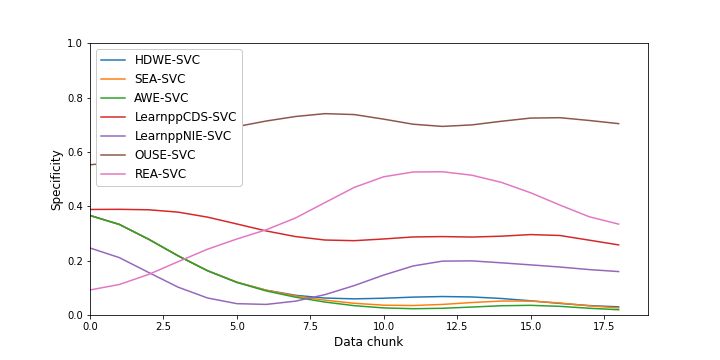 1.0
0.8
0.6
0.4
0.2
0.0
Specificity
HDWE-SVC
SEA-SVC
AWE-SVC
LearnppCDS-SVC
LearnppNIE-SVC
OUSE-SVC
REA-SVC
0.0 2.5 5.0 7.5 10.0 12.5 15.0 17.5
Data chunk